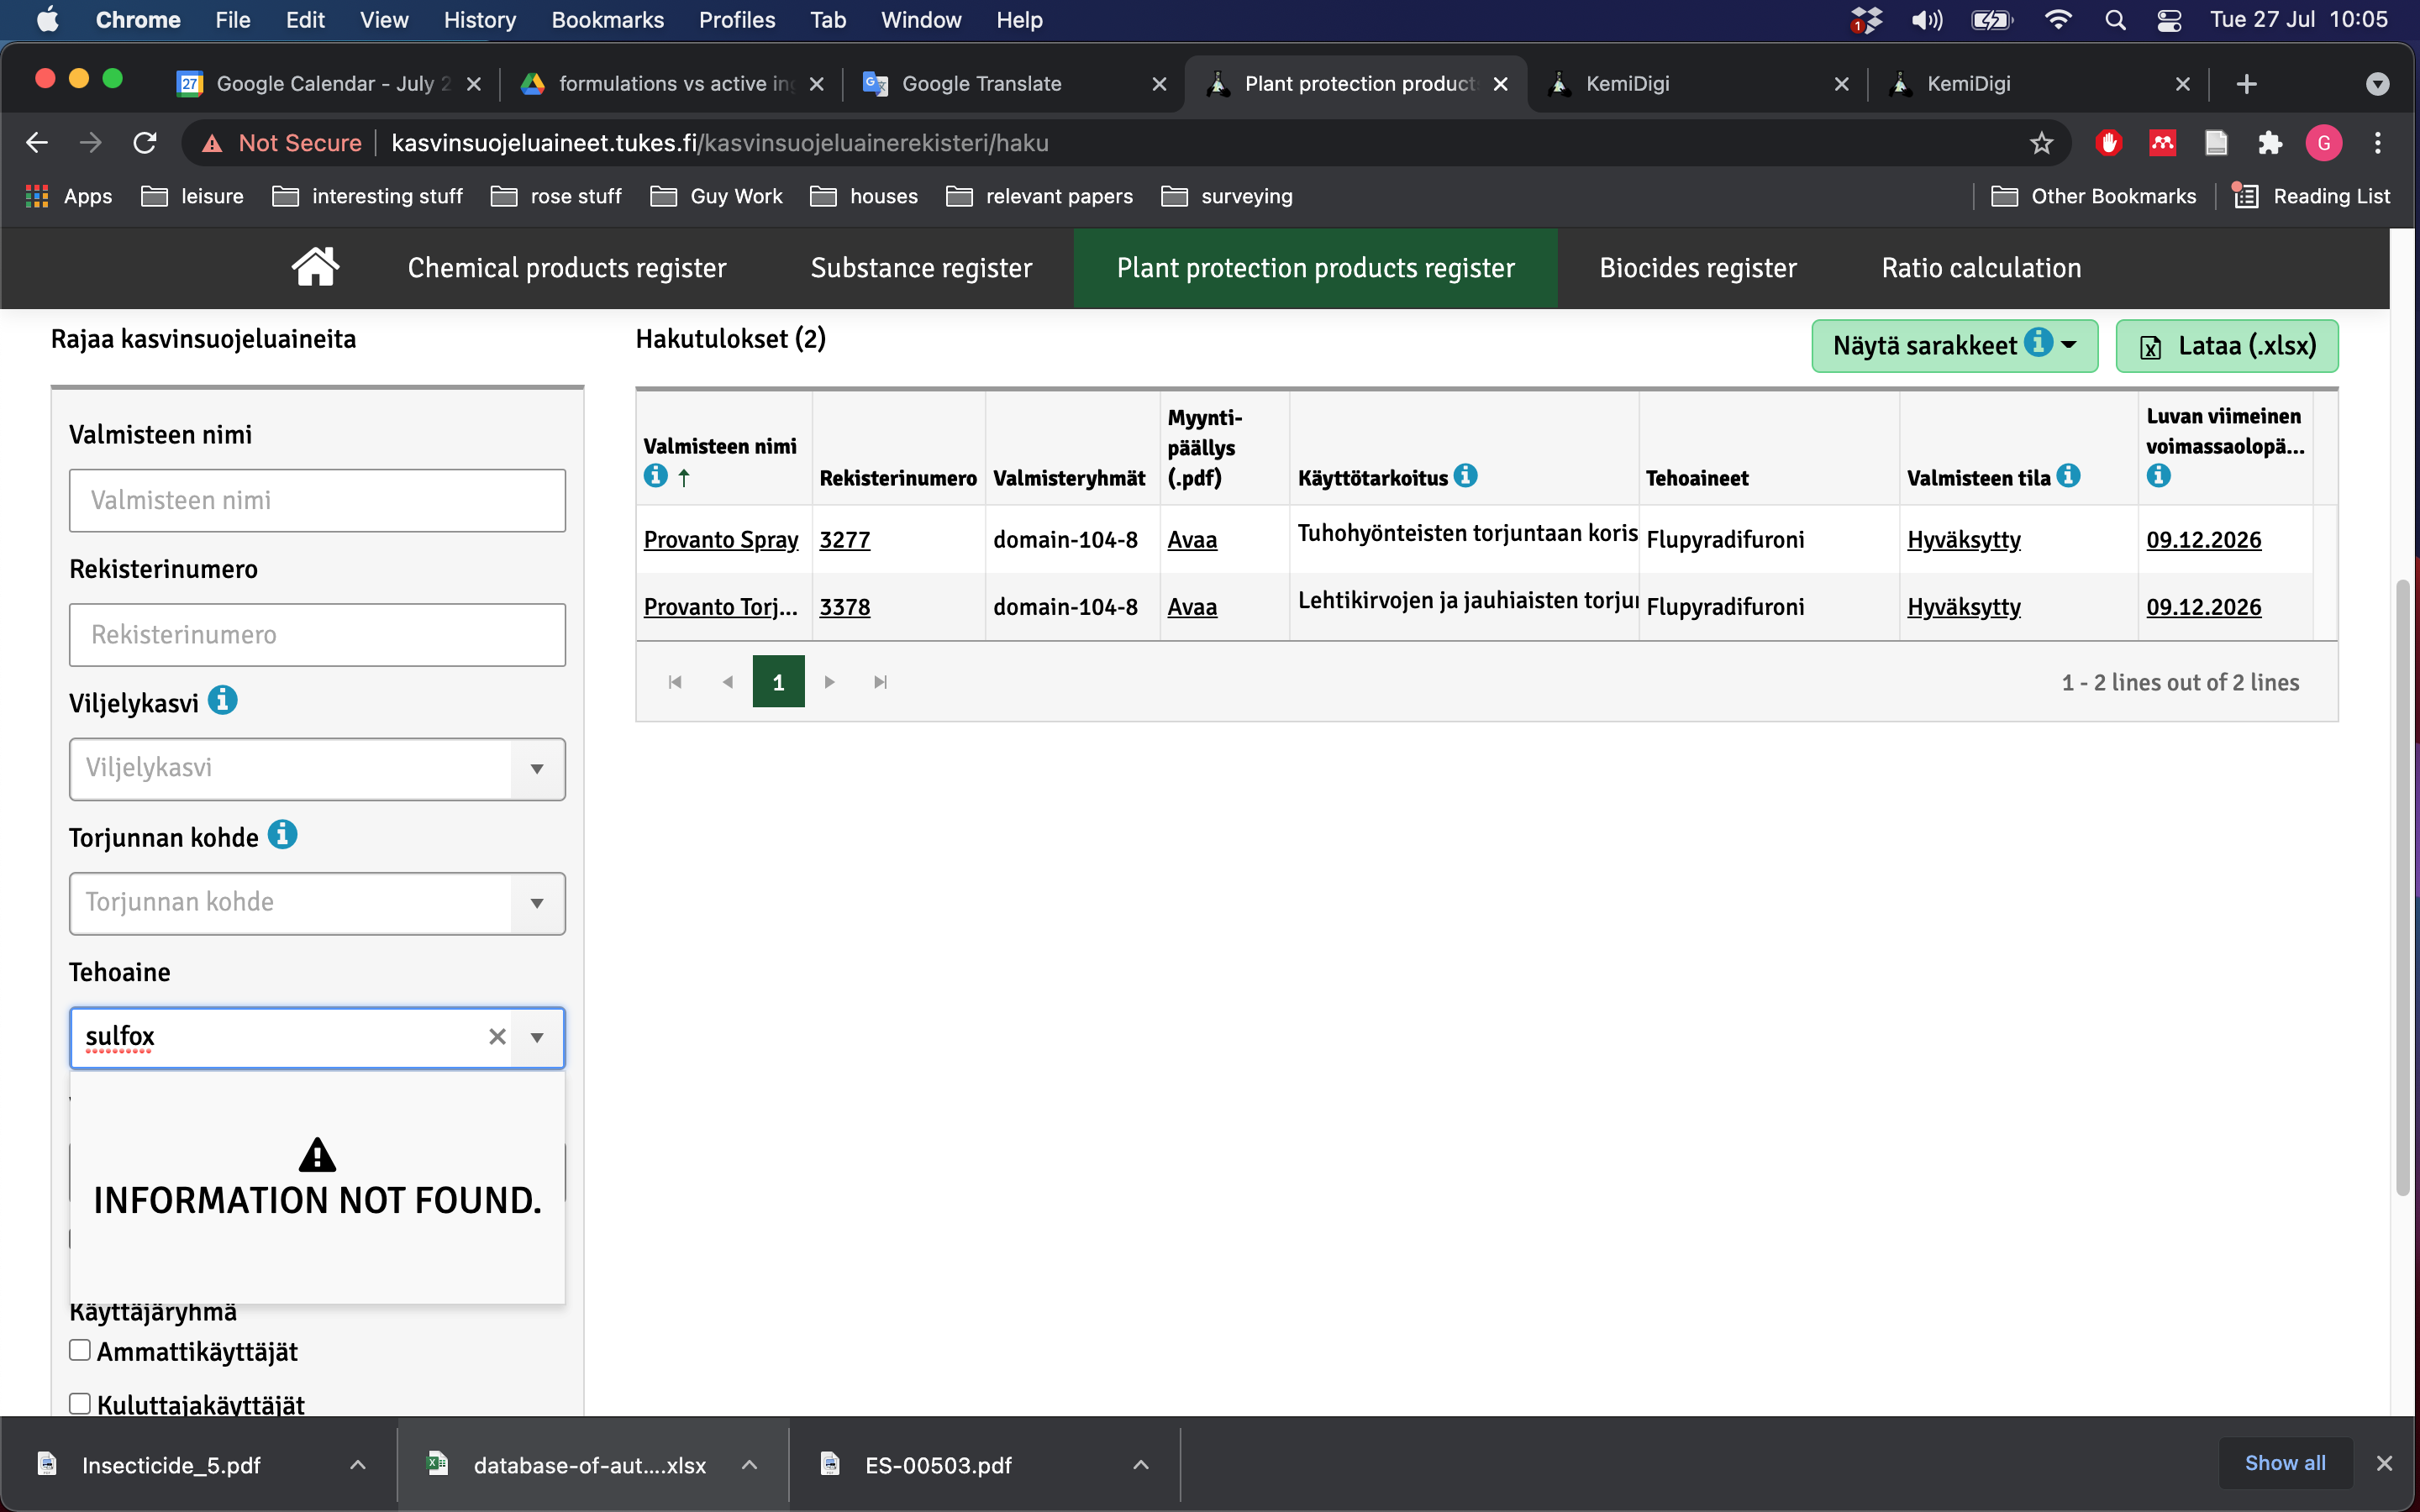 Chrome File Edit View History Bookmarks Profiles Tab Window Help
1 Tue 27 Jul 10:05
27 Google Calendar - July 2
formulations vs active in
Google Translate
Plant protection product
KemiDigi
KemiDigi
Not Secure kasvinsuojeluaineet.tukes.fi/kasvinsuojeluainerekisteri/haku
G
Apps leisure interesting stuff rose stuff Guy Work houses relevant papers surveying Other Bookmarks Reading List
Chemical products register Substance register Plant protection products register Biocides register Ratio calculation
Rajaa kasvinsuojeluaineita
Valmisteen nimi
Valmisteen nimi
Rekisterinumero
Rekisterinumero
Viljelykasvi
Viljelykasvi
Torjunnan kohde
Torjunnan kohde
Tehoaine
sulfox
INFORMATION NOT FOUND.
Käyttäjäryhmä
Ammattikäyttäjät
Kuluttajakäyttäjät
Hakutulokset (2)
Näytä sarakkeet
Lataa (.xlsx)
Valmisteen nimi Rekisterinumero Valmisteryhmät Myynti-päällys (.pdf) Käyttötarkoitus Tehoaineet Valmisteen tila Luvan viimeinen voimassaolopä...
Provanto Spray 3277 domain-104-8 Avaa Tuhohyönteisten torjuntaan koris Flupyradifuroni Hyväksytty 09.12.2026
Provanto Torj... 3378 domain-104-8 Avaa Lehtikirvojen ja jauhiaisten torju Flupyradifuroni Hyväksytty 09.12.2026
1
1 - 2 lines out of 2 lines
Insecticide_5.pdf
database-of-aut....xlsx
ES-00503.pdf
Show all